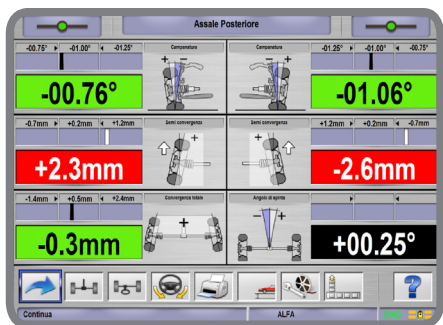 Assale Posteriore
-00.75° -01.00° -01.25°
Campanatura
Campanatura
-01.25° -01.00° -00.75°
-00.76°
-01.06°
-0.7mm +0.2mm +1.2mm
Semi convergenza
Semi convergenza
+1.2mm +0.2mm -0.7mm
+2.3mm
-2.6mm
-1.4mm +0.5mm +2.4mm
Convergenza totale
Angolo di spinta
-0.3mm
+00.25°
Continua
ALFA